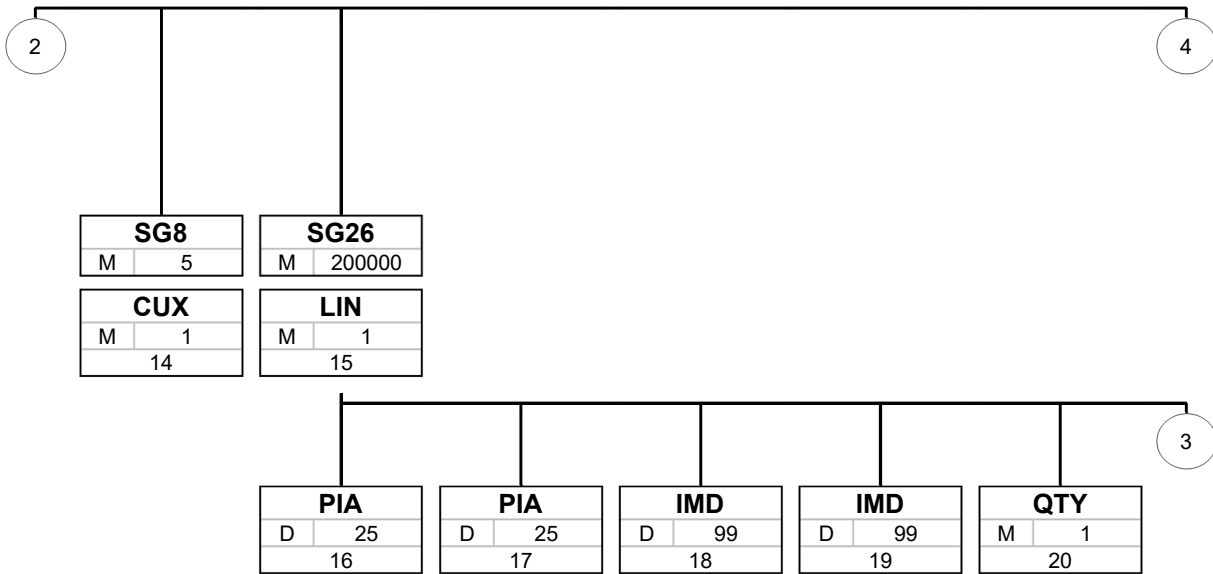 2
4
SG8
M 5
SG26
M 200000
CUX
M 1
14
LIN
M 1
15
3
PIA
D 25
16
PIA
D 25
17
IMD
D 99
18
IMD
D 99
19
QTY
M 1
20